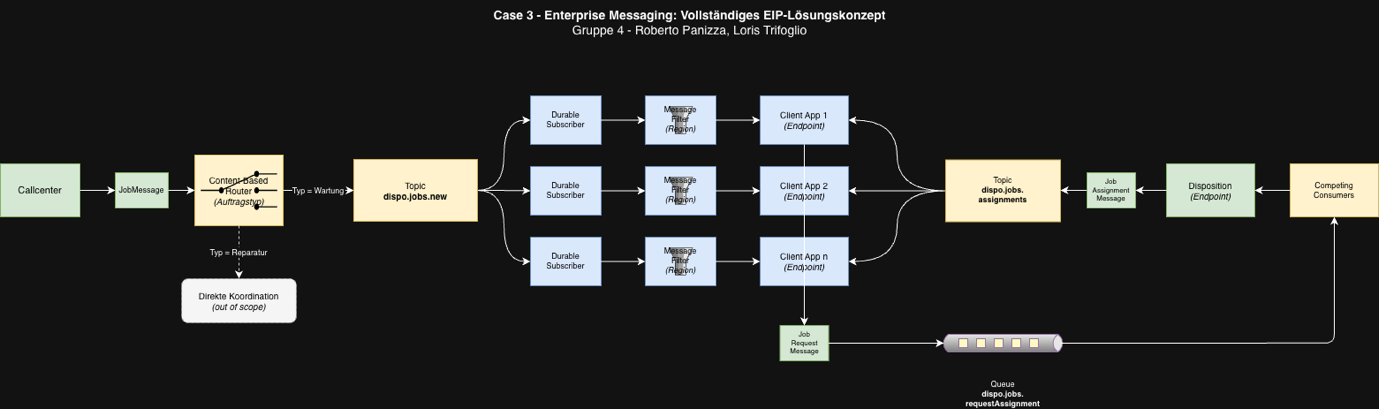 Case 3 - Enterprise Messaging: Vollständiges EIP-Lösungskonzept
Gruppe 4 - Roberto Panizza, Loris Trifoglio
Callcenter
JobMessage
Content-Based
Router
(Auftragstyp)
Typ = Wartung
Typ = Reparatur
Direkte Koordination
(out of scope)
Topic
dispo.jobs.new
Durable
Subscriber
Message
Filter
(Region)
Client App 1
(Endpoint)
Durable
Subscriber
Message
Filter
(Region)
Client App 2
(Endpoint)
Durable
Subscriber
Message
Filter
(Region)
Client App n
(Endpoint)
Job
Request
Message
Queue
dispo.jobs.
requestAssignment
Topic
dispo.jobs.
assignments
Job
Assignment
Message
Disposition
(Endpoint)
Competing
Consumers